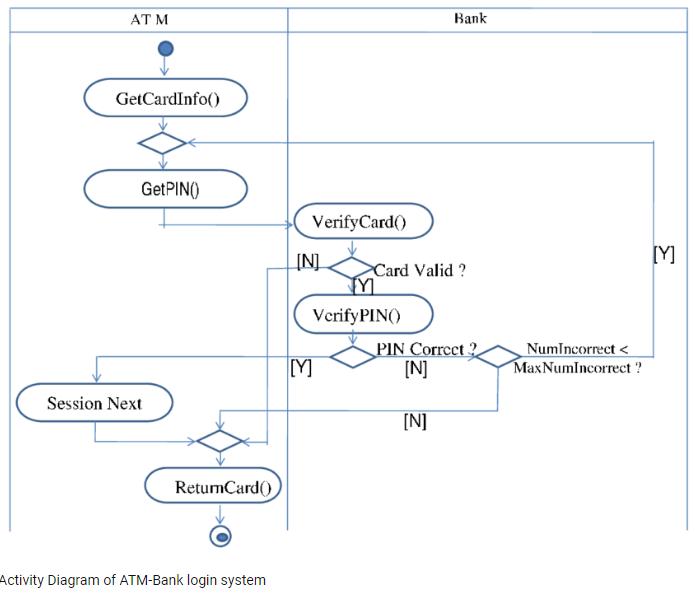 AT M
Bank
GetCardInfo()
GetPIN()
VerifyCard()
[N]
Card Valid ?
[Y]
[Y]
VerifyPIN()
PIN Correct ?
NumIncorrect <
[Y]
[N]
MaxNumIncorrect ?
Session Next
[N]
ReturnCard()
Activity Diagram of ATM-Bank login system